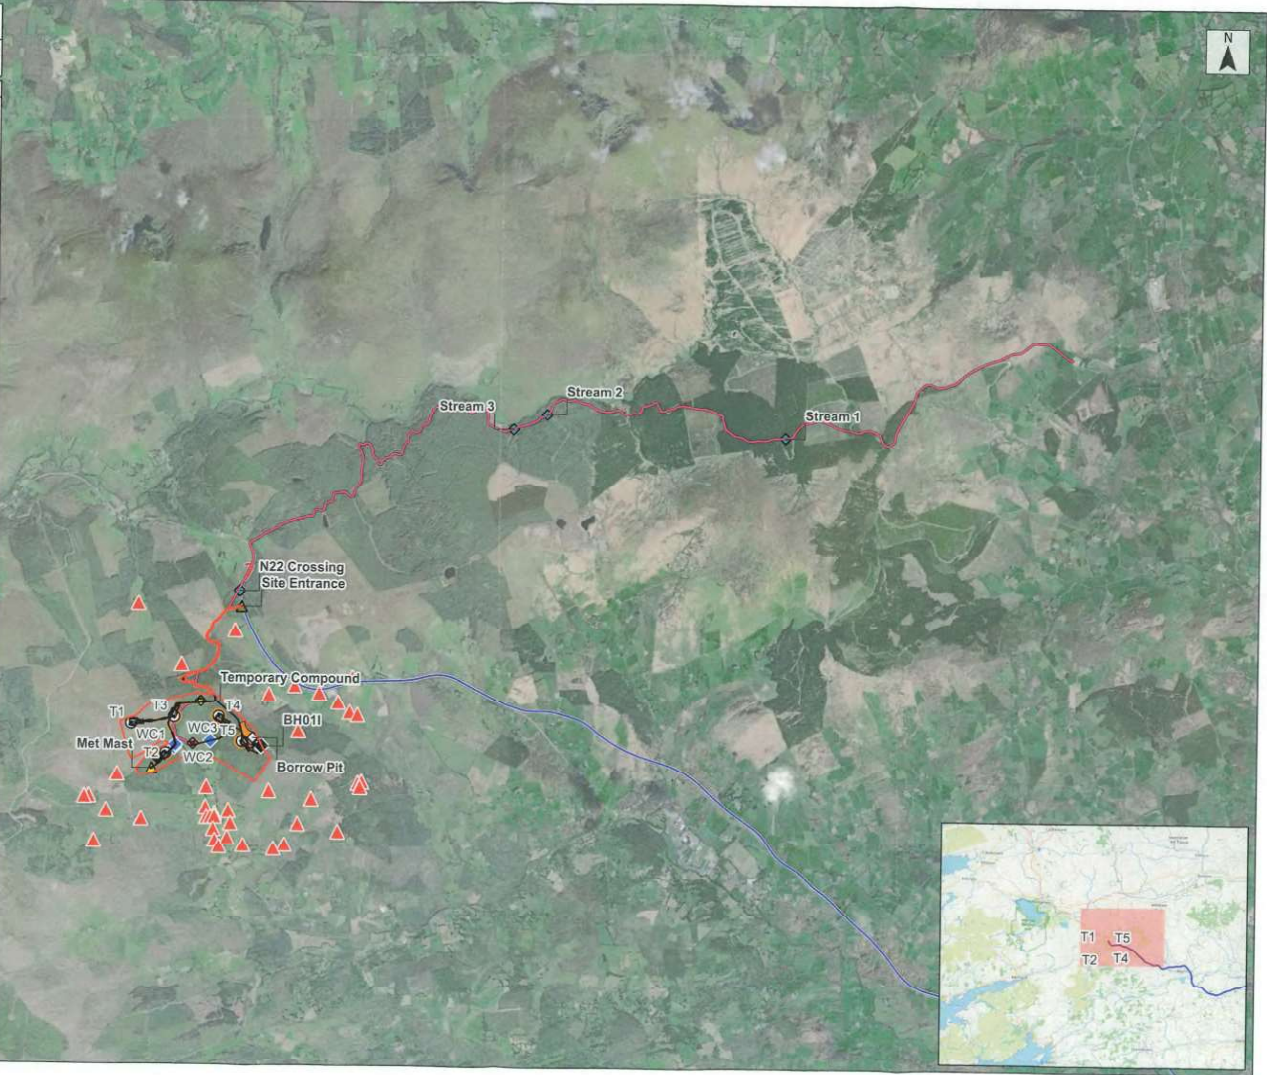 N
Stream 2
Stream 3
Stream 1
N22 Crossing
Site Entrance
Temporary Compound
T1
T3
T4
BH01I
WC1
WC3
T5
Met Mast
T2
WC2
Borrow Pit
T1
T5
T2
T4